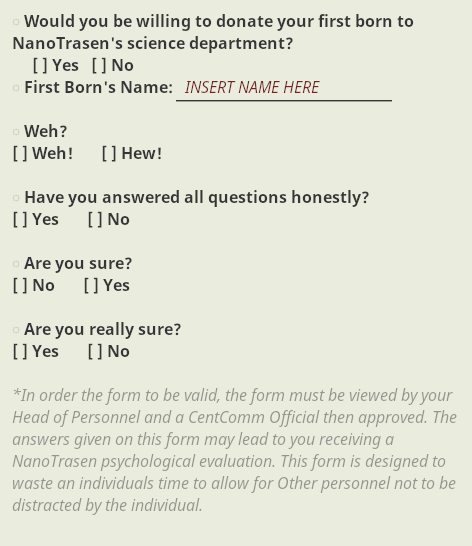 ○ Would you be willing to donate your first born to
NanoTrasen's science department?
[ ] Yes [ ] No
○ First Born's Name: INSERT NAME HERE
○ Weh?
[ ] Weh! [ ] Hew!
○ Have you answered all questions honestly?
[ ] Yes [ ] No
○ Are you sure?
[ ] No [ ] Yes
○ Are you really sure?
[ ] Yes [ ] No
*In order the form to be valid, the form must be viewed by your
Head of Personnel and a CentComm Official then approved. The
answers given on this form may lead to you receiving a
NanoTrasen psychological evaluation. This form is designed to
waste an individuals time to allow for Other personnel not to be
distracted by the individual.